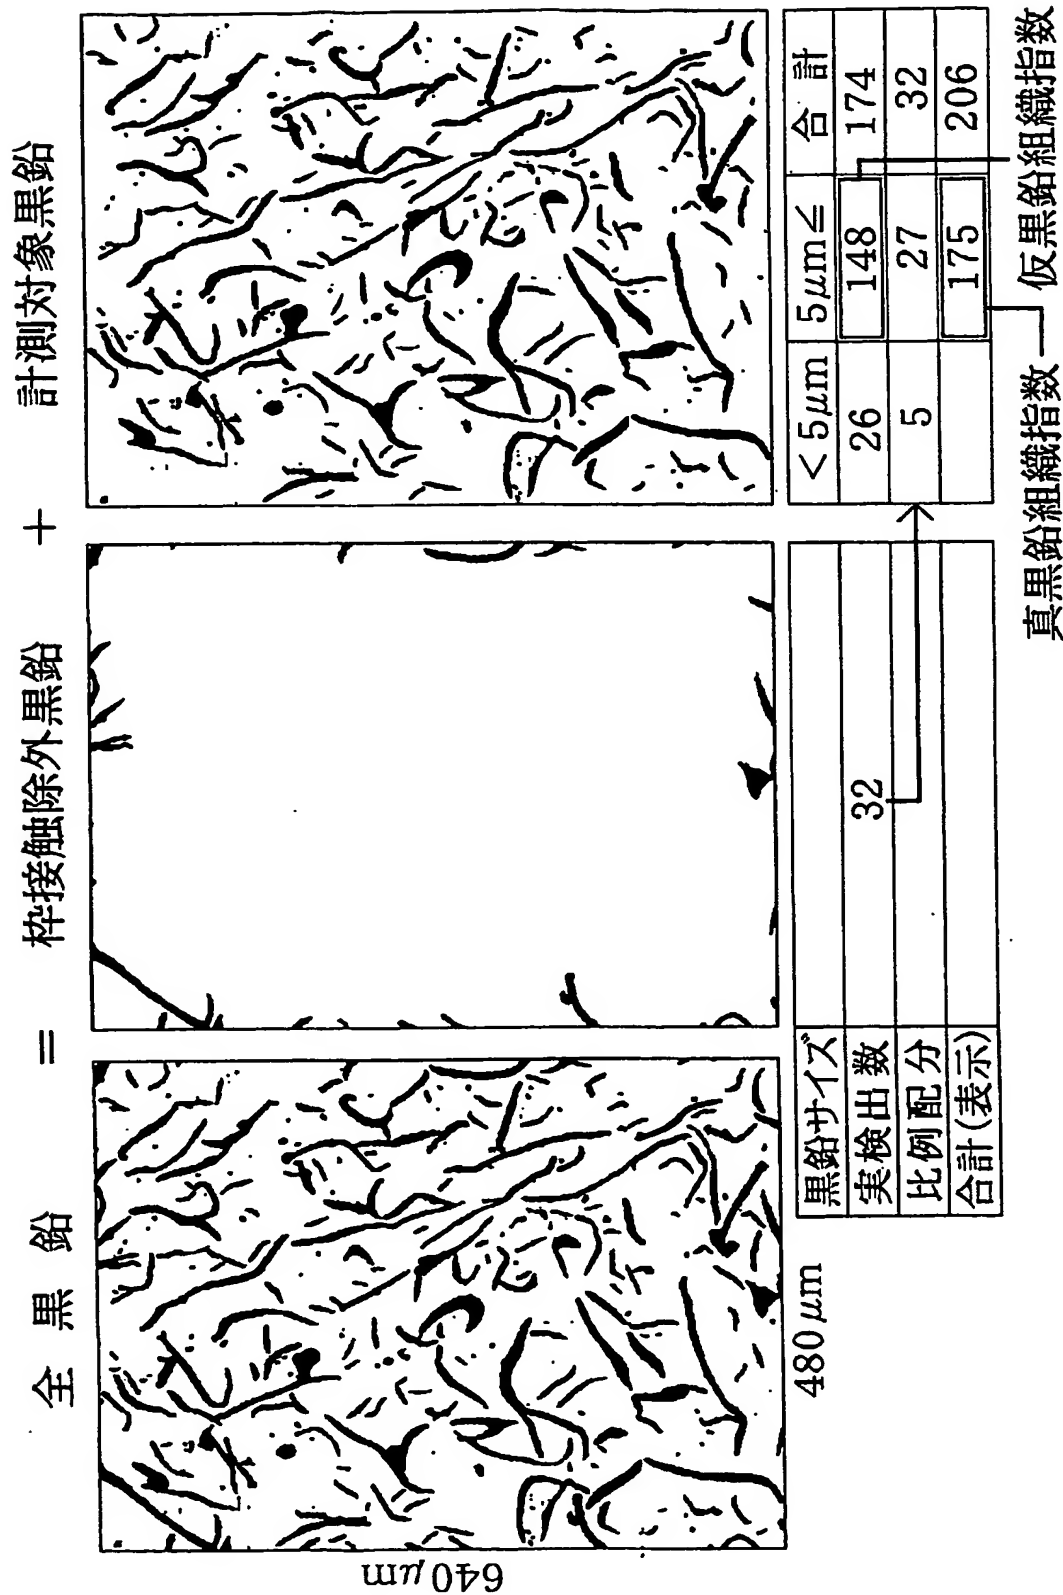 全 黒 鉛 = 枠接触除外黒鉛 + 計測対象黒鉛
640μm
480μm
黒鉛サイズ <5μm 5μm≦ 合 計
実検出数 32 26 148 174
比例配分 5 27 32
合計(表示) 175 206
真黒鉛組織指数
仮黒鉛組織指数